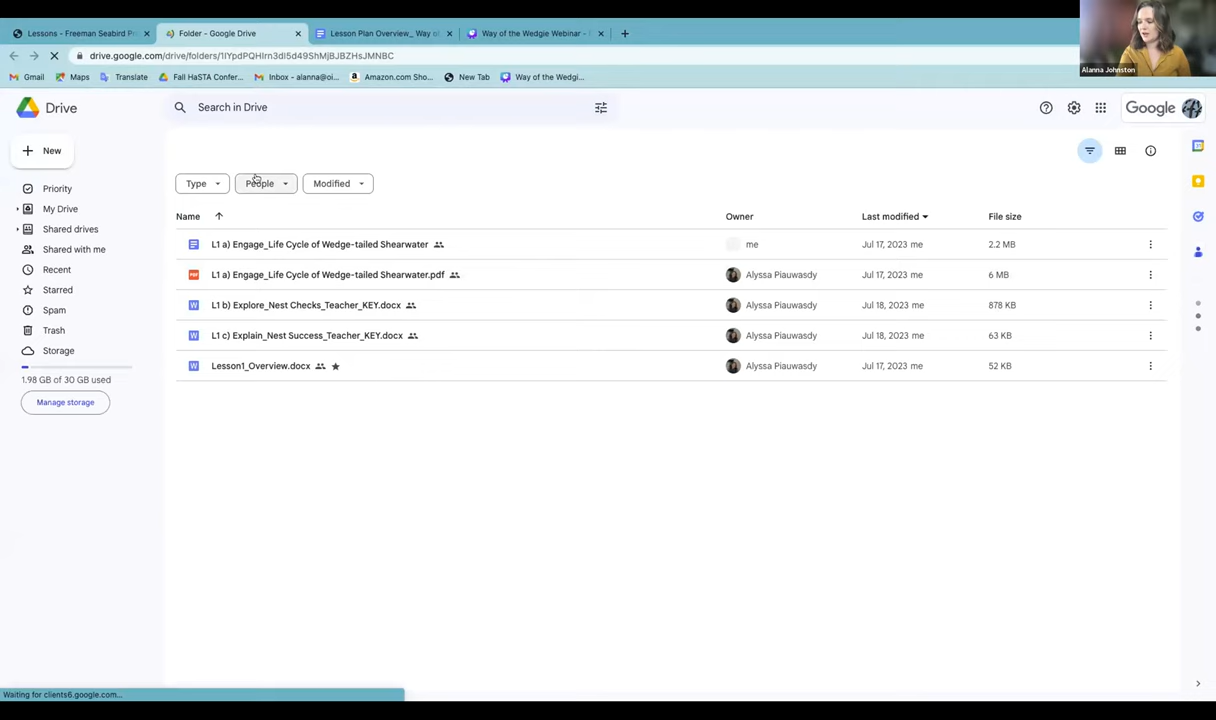 Lessons - Freeman Seabird Pr
Folder - Google Drive
Lesson Plan Overview_ Way o
Way of the Wedgie Webinar -
drive.google.com/drive/folders/1IYpdPQHIrn3di5d49ShMjBJBZHsJMNBC
Gmail
Maps
Translate
Fall HaSTA Confer...
Inbox - alanna@oi...
Amazon.com Sho...
New Tab
Way of the Wedgi...
Alanna Johnston
Drive
Search in Drive
Google
New
Priority
My Drive
Shared drives
Shared with me
Recent
Starred
Spam
Trash
Storage
1.98 GB of 30 GB used
Manage storage
Type
People
Modified
Name Owner Last modified File size
L1 a) Engage_Life Cycle of Wedge-tailed Shearwater me Jul 17, 2023 me 2.2 MB
PDF L1 a) Engage_Life Cycle of Wedge-tailed Shearwater.pdf Alyssa Piauwasdy Jul 17, 2023 me 6 MB
W L1 b) Explore_Nest Checks_Teacher_KEY.docx Alyssa Piauwasdy Jul 18, 2023 me 878 KB
W L1 c) Explain_Nest Success_Teacher_KEY.docx Alyssa Piauwasdy Jul 18, 2023 me 63 KB
W Lesson1_Overview.docx Alyssa Piauwasdy Jul 17, 2023 me 52 KB
Waiting for clients6.google.com...